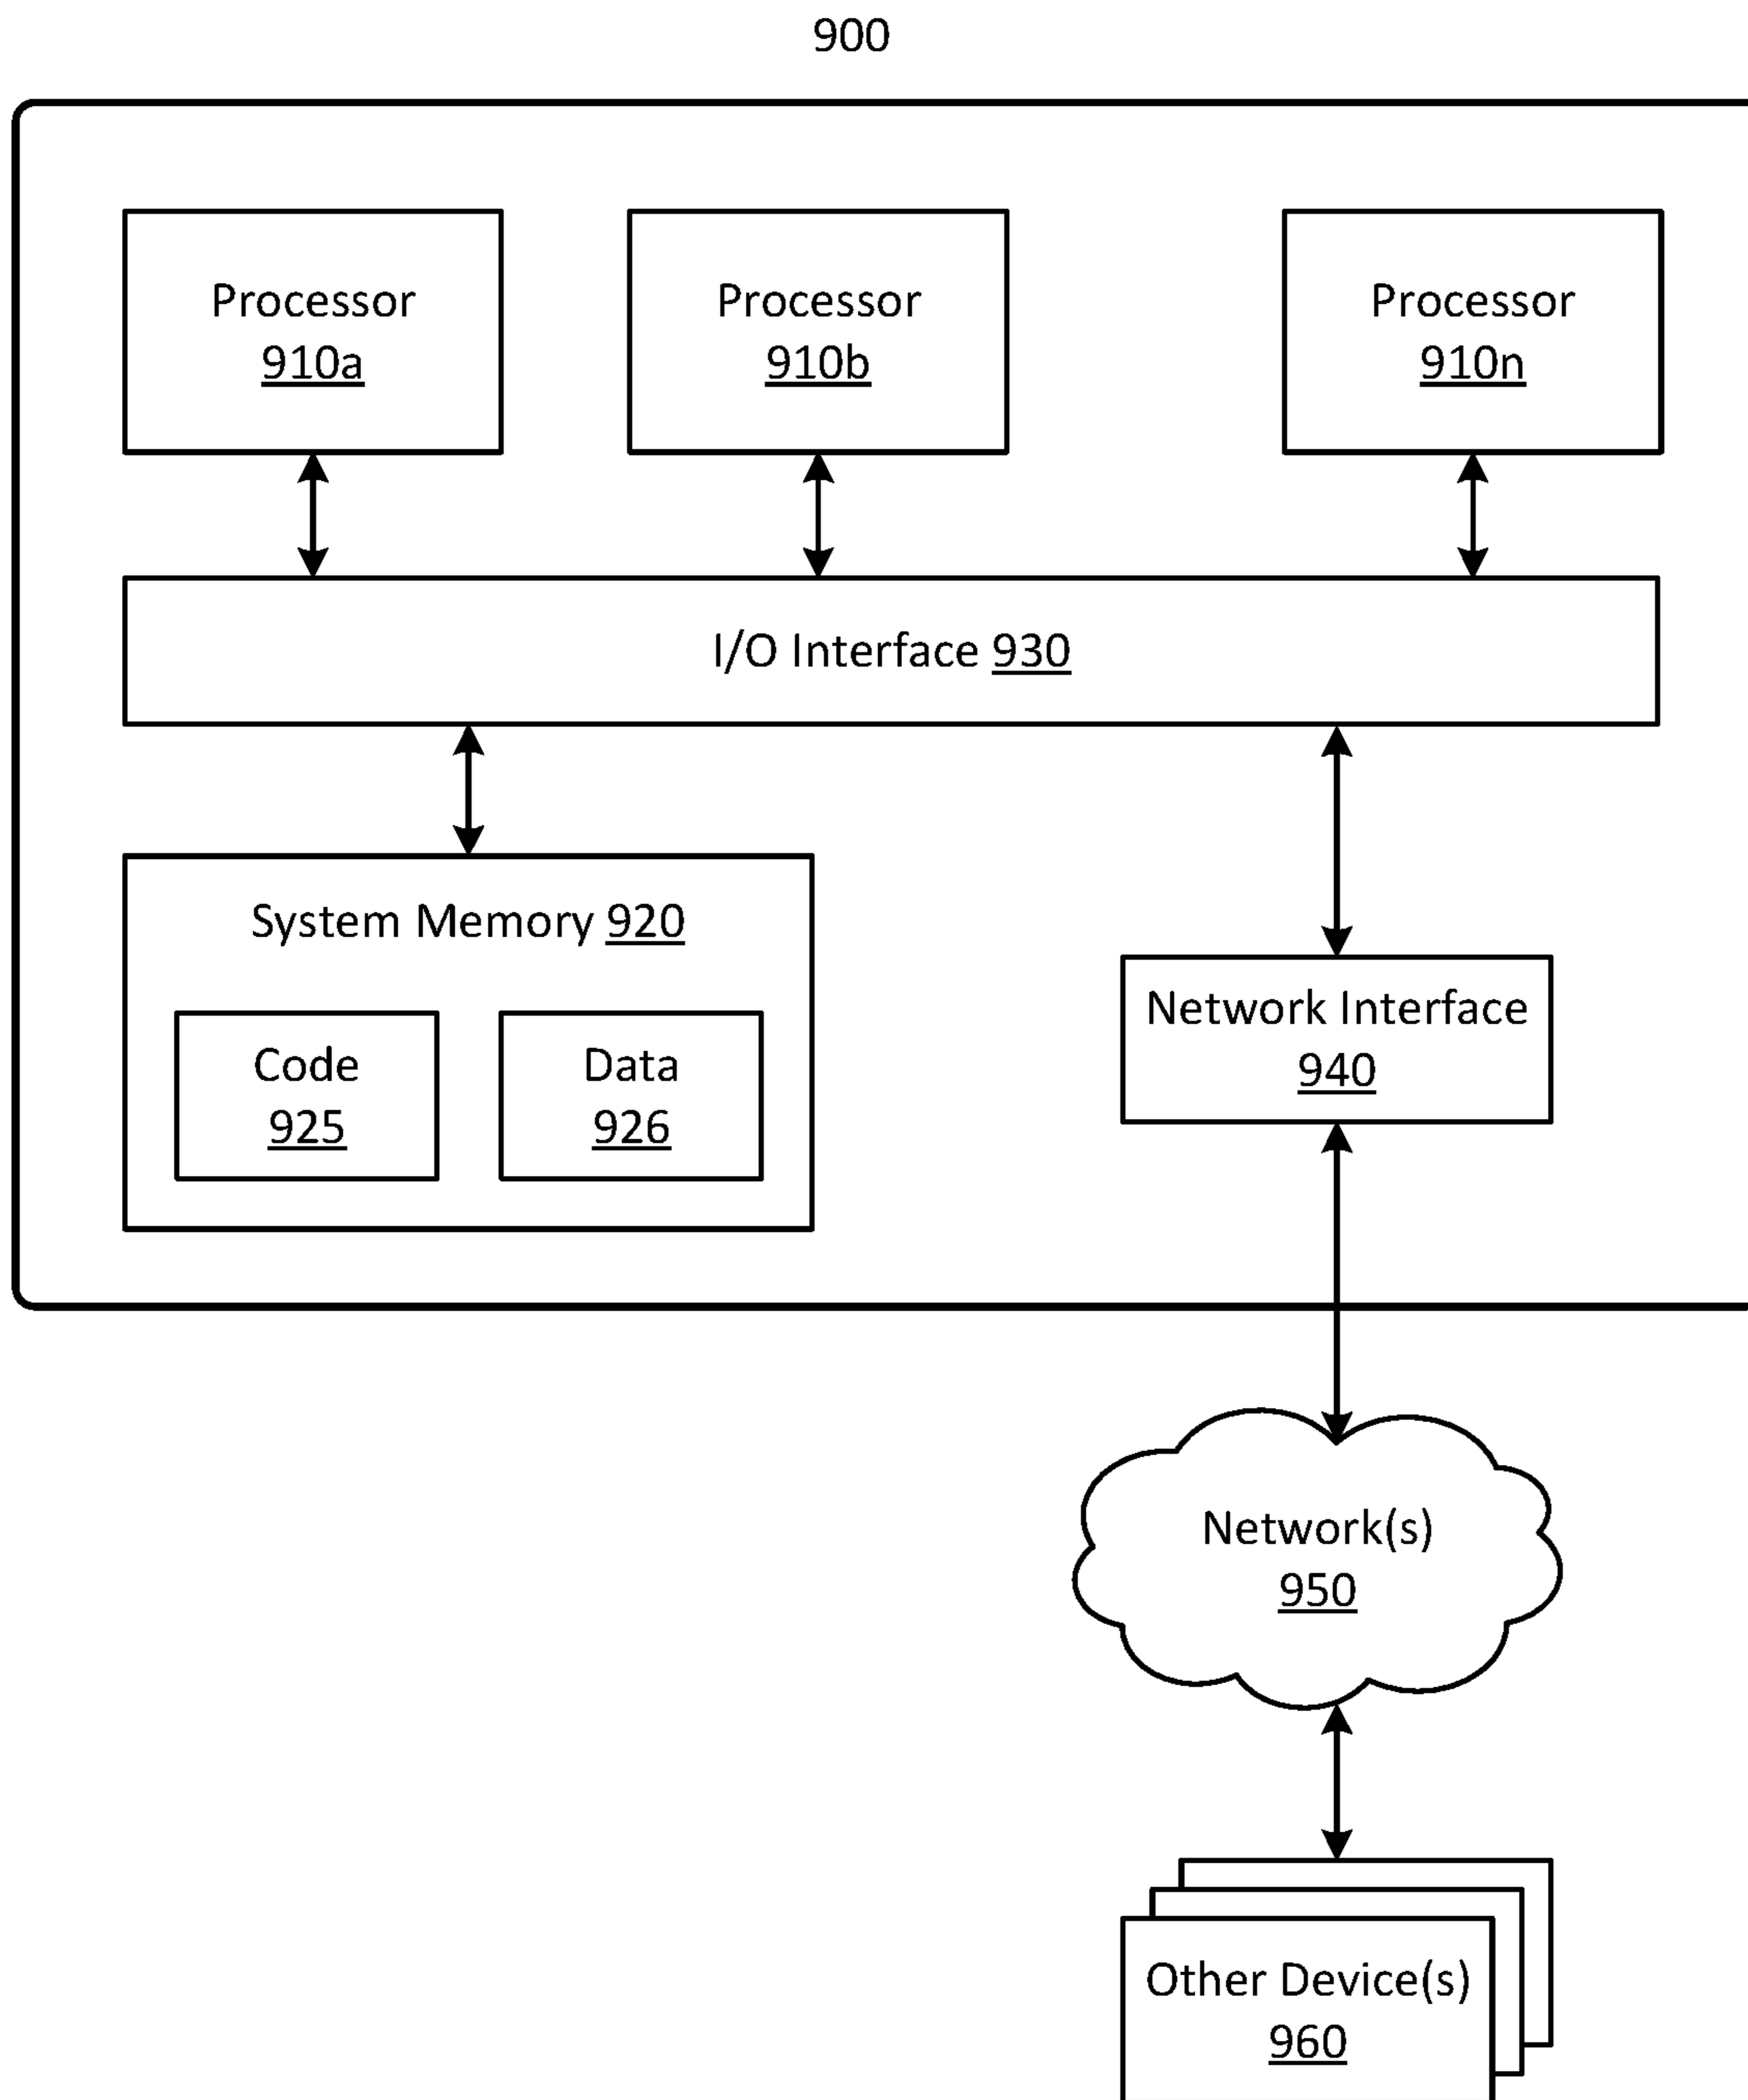 900
Processor
910a
Processor
910b
Processor
910n
I/O Interface 930
System Memory 920
Code
925
Data
926
Network Interface
940
Network(s)
950
Other Device(s)
960